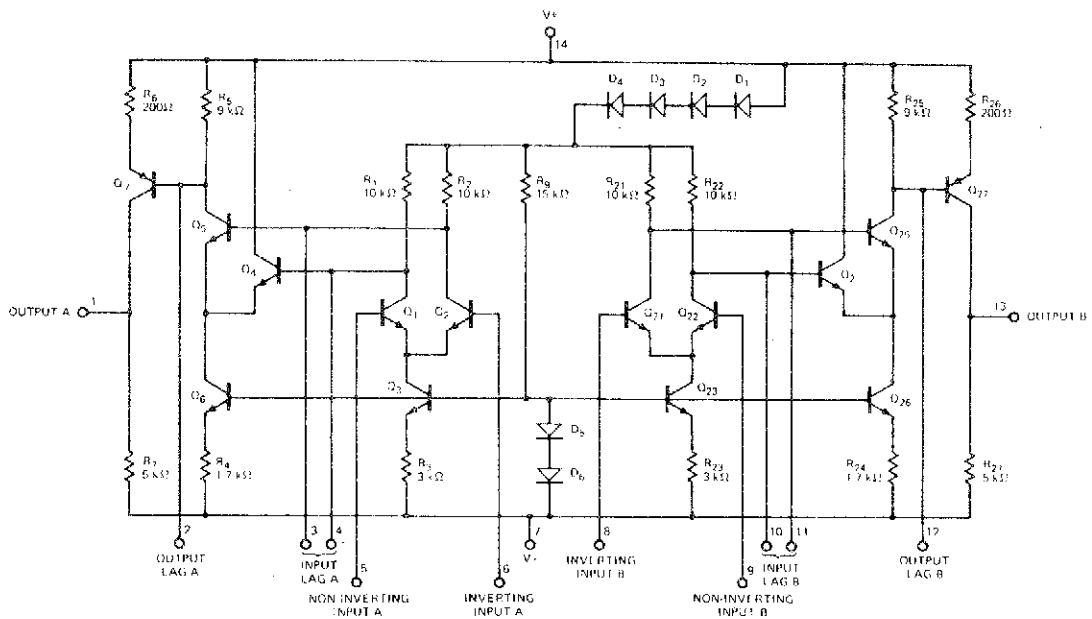 V+
14
D4 D3 D2 D1
R6
200Ω
R5
9 kΩ
R25
9 kΩ
R26
200Ω
R1
10 kΩ
R2
10 kΩ
R9
15 kΩ
R21
10 kΩ
R22
10 kΩ
Q7
Q27
Q5
Q25
Q4
Q2
OUTPUT A
1
Q1
Q2
Q21
Q22
13
OUTPUT B
Q6
Q3
Q23
Q26
D5
D6
R7
5 kΩ
R4
1.7 kΩ
R3
3 kΩ
R23
3 kΩ
R24
1.7 kΩ
R27
5 kΩ
2
OUTPUT
LAG A
3
4
INPUT
LAG A
5
NON-INVERTING
INPUT A
6
INVERTING
INPUT A
7
8
INVERTING
INPUT B
9
NON-INVERTING
INPUT B
10
11
INPUT
LAG B
12
OUTPUT
LAG B